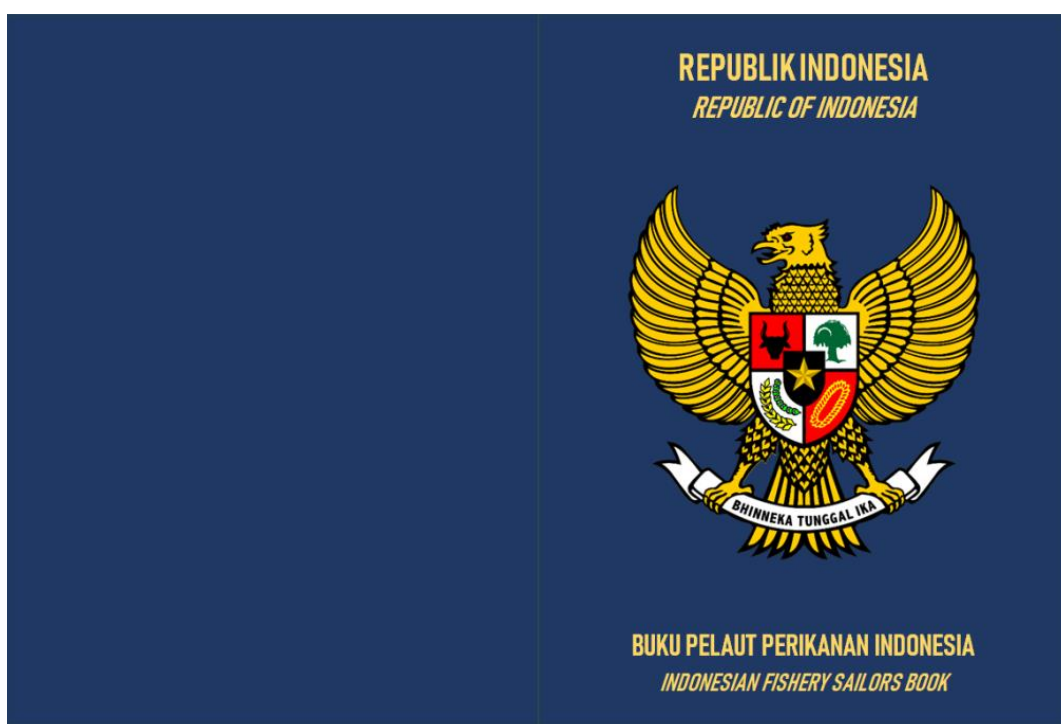 REPUBLIK INDONESIA
REPUBLIC OF INDONESIA
BHINNEKA TUNGGAL IKA
BUKU PELAUT PERIKANAN INDONESIA
INDONESIAN FISHERY SAILORS BOOK